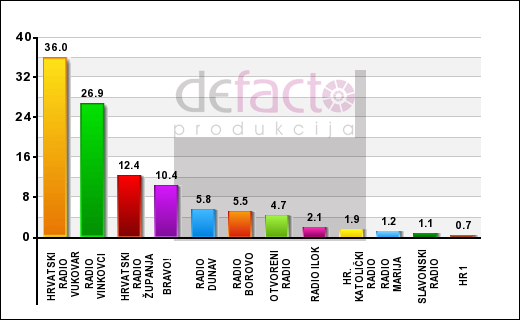 40
32
24
16
8
0
36.0
26.9
12.4
10.4
5.8
5.5
4.7
2.1
1.9
1.2
1.1
0.7
defacto
produkcija
HRVATSKI
RADIO
VUKOVAR
RADIO
VINKOVCI
HRVATSKI
RADIO
ŽUPANJA
BRAVO!
RADIO
DUNAV
RADIO
BOROVO
OTVORENI
RADIO
RADIO ILOK
HR.
KATOLIČKI
RADIO
RADIO
MARIJA
SLAVONSKI
RADIO
HR 1